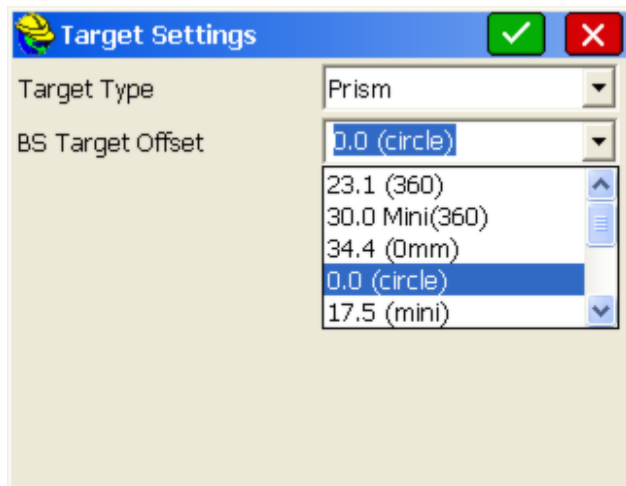 Target Settings
Target Type Prism
BS Target Offset 0.0 (circle)
23.1 (360)
30.0 Mini(360)
34.4 (0mm)
0.0 (circle)
17.5 (mini)